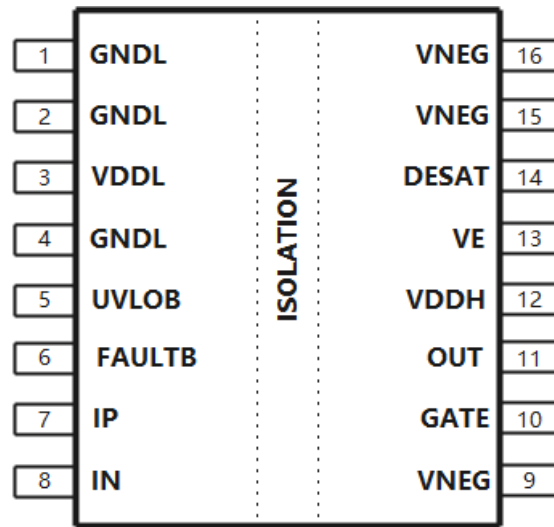 1 GNDL VNEG 16
2 GNDL VNEG 15
3 VDDL DESAT 14
4 GNDL VE 13
5 UVLOB VDDH 12
6 FAULTB OUT 11
7 IP GATE 10
8 IN VNEG 9
ISOLATION